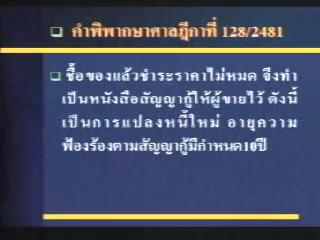 คำพิพากษาศาลฎีกาที่ 128/2481
ซื้อของแล้วชำระราคาไม่หมด จึงทำ
เป็นหนังสือสัญญากู้ให้ผู้ขายไว้ ดังนี้
เป็นการแปลงหนี้ใหม่ อายุความ
ฟ้องร้องตามสัญญากู้มีกำหนด10ปี